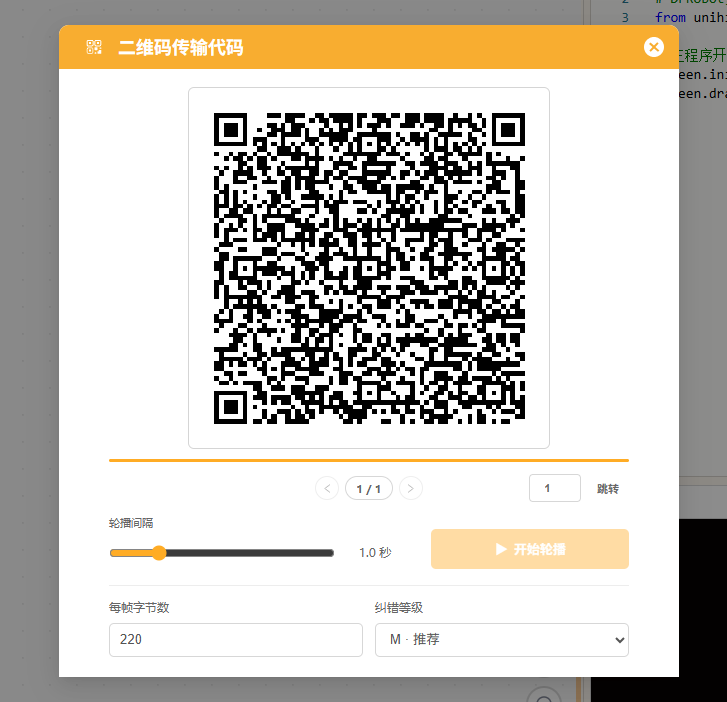 2 # DFRobot
3 from unihi
二维码传输代码
主程序开
een.ini
een.dra
1 / 1
1
跳转
轮播间隔
1.0 秒
开始轮播
每帧字节数
纠错等级
220
M · 推荐